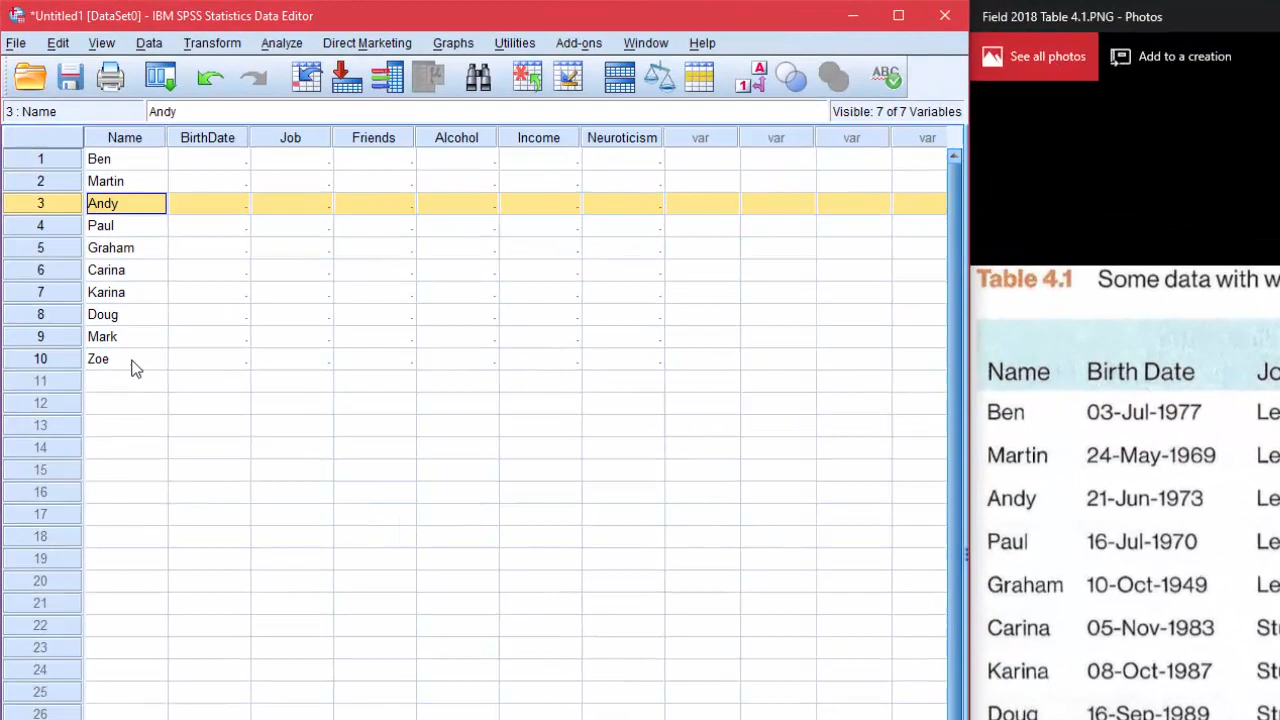 *Untitled1 [DataSet0] - IBM SPSS Statistics Data Editor
File Edit View Data Transform Analyze Direct Marketing Graphs Utilities Add-ons Window Help
3 : Name Andy Visible: 7 of 7 Variables
Name BirthDate Job Friends Alcohol Income Neuroticism var var var var
1 Ben . . . . . .
2 Martin . . . . . .
3 Andy . . . . . .
4 Paul . . . . . .
5 Graham . . . . . .
6 Carina . . . . . .
7 Karina . . . . . .
8 Doug . . . . . .
9 Mark . . . . . .
10 Zoe . . . . . .
11
12
13
14
15
16
17
18
19
20
21
22
23
24
25
26
Field 2018 Table 4.1.PNG - Photos
See all photos Add to a creation
Table 4.1 Some data with
Name Birth Date
Ben 03-Jul-1977
Martin 24-May-1969
Andy 21-Jun-1973
Paul 16-Jul-1970
Graham 10-Oct-1949
Carina 05-Nov-1983
Karina 08-Oct-1987
Doug 16-Sep-1989